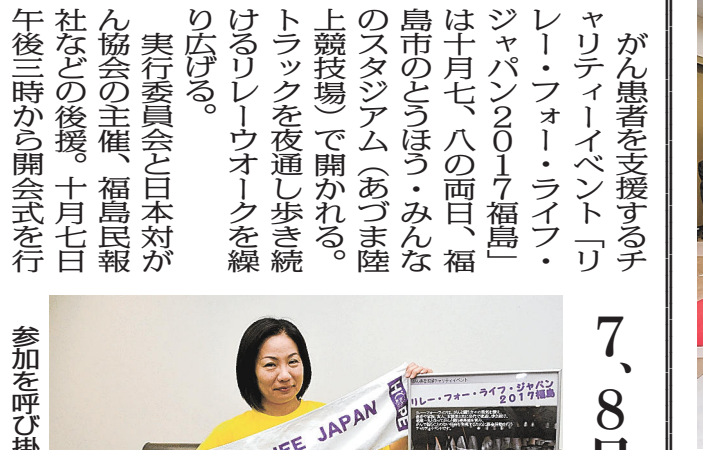 がん患者を支援するチ
ャリティーイベント「リ
レー・フォー・ライフ・
ジャパン2017福島」
は十月七、八の両日、福
島市のとうほう・みんな
のスタジアム(あづま陸
上競技場)で開かれる。
トラックを夜通し歩き続
けるリレーウオークを繰
り広げる。
実行委員会と日本対が
ん協会の主催、福島民報
社などの後援。十月七日
午後三時から開会式を行
7、8日
参加を呼び掛
LIFE JAPAN
HOPE
リレー・フォー・ライフ・ジャパン
2017福島